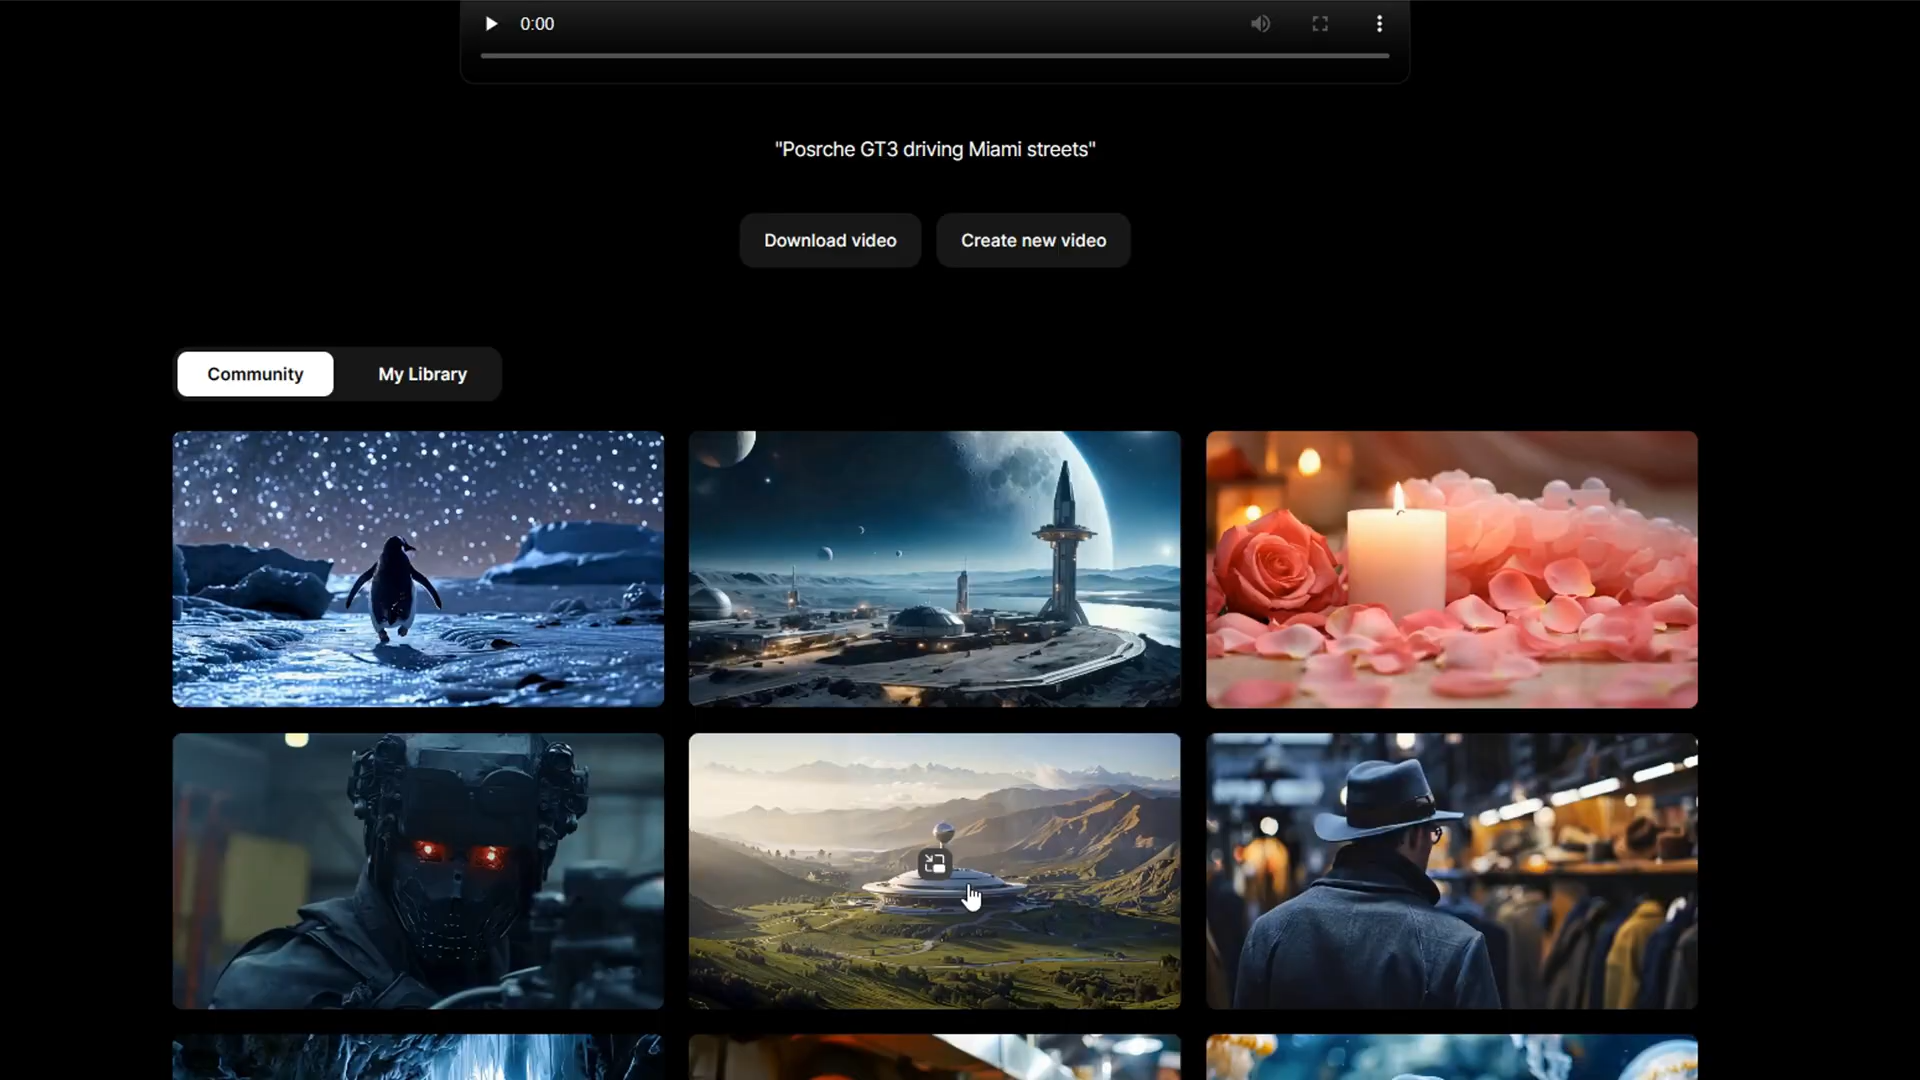 0:00
"Posrche GT3 driving Miami streets"
Download video
Create new video
Community
My Library